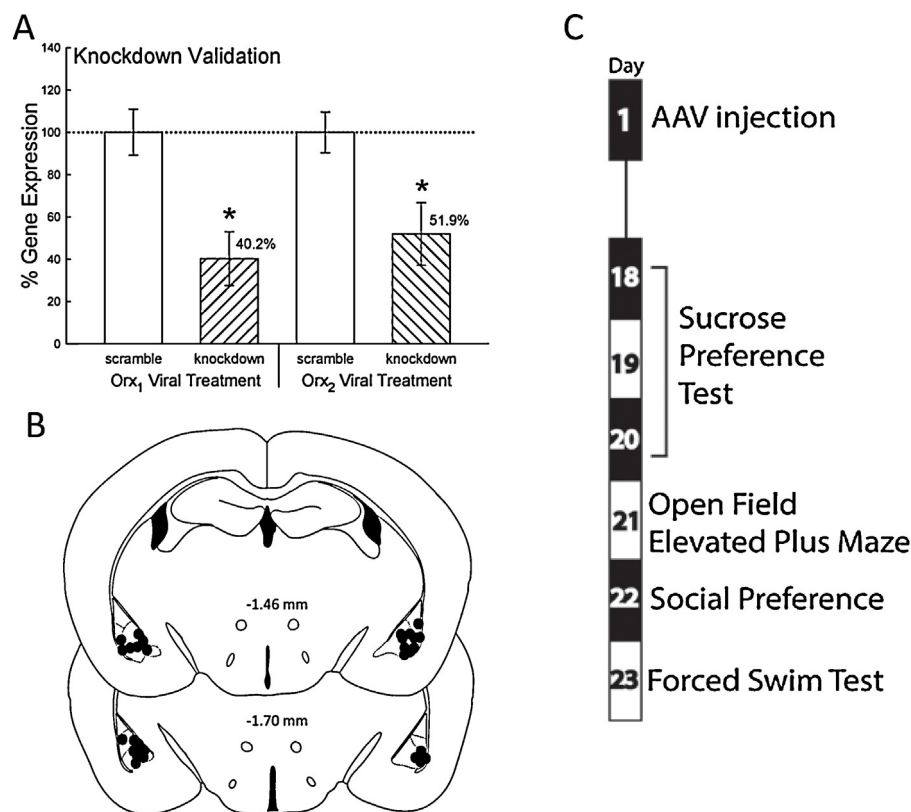 A
Knockdown Validation
% Gene Expression
140
120
100
80
60
40
20
0
*
40.2%
*
51.9%
scramble knockdown scramble knockdown
Orx₁ Viral Treatment Orx₂ Viral Treatment
B
-1.46 mm
-1.70 mm
C
Day
1 AAV injection
18
19
20
Sucrose
Preference
Test
21 Open Field
Elevated Plus Maze
22 Social Preference
23 Forced Swim Test